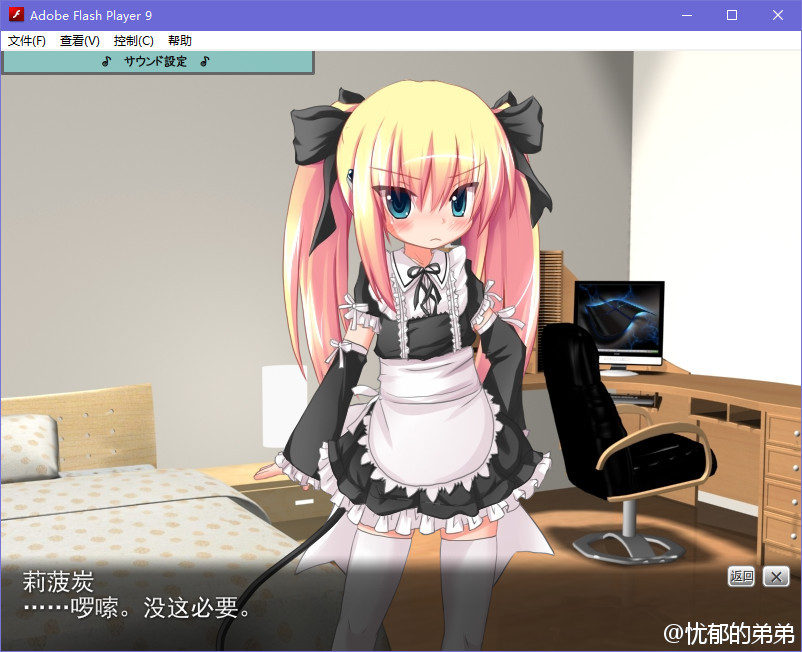 Adobe Flash Player 9
文件(F) 查看(V) 控制(C) 帮助
♪ サウンド設定 ♪
莉菠炭
……啰嗦。没这必要。
返回
@忧郁的弟弟